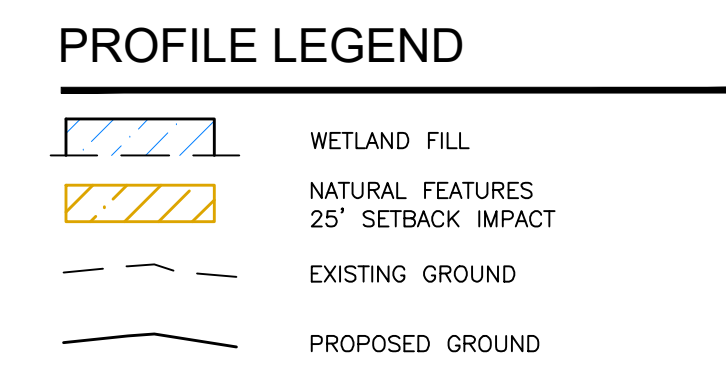 PROFILE LEGEND
WETLAND FILL
NATURAL FEATURES
25' SETBACK IMPACT
EXISTING GROUND
PROPOSED GROUND